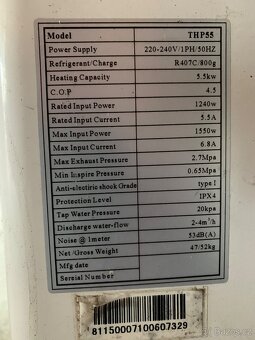 Model THP55
Power Supply 220-240V/1PH/50HZ
Refrigerant/Charge R407C/800g
Heating Capacity 5.5kw
C.O.P 4.5
Rated Input Power 1240w
Rated Input Current 5.5A
Max Input Power 1550w
Max Input Current 6.8A
Max Exhaust Pressure 2.7Mpa
Min Inspire Pressure 0.65Mpa
Anti-electric shock Grade type I
Protection Level IPX4
Tap Water Pressure 20kpa
Discharge water-flow 2-4m³/h
Noise @ 1meter 53dB(A)
Net /Gross Weight 47/52kg
Mfg date
Serial Number
81150007100607329